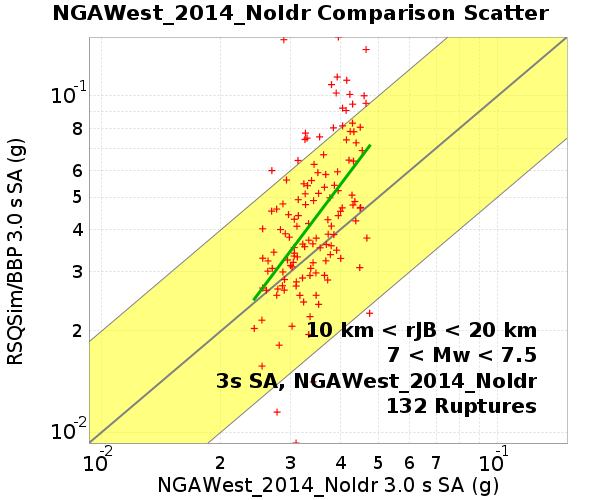 NGAWest_2014_NoIdr Comparison Scatter
RSQSim/BBP 3.0 s SA (g)
10-1
8
6
5
4
3
2
10-2
10 km < rJB < 20 km
7 < Mw < 7.5
3s SA, NGAWest_2014_NoIdr
132 Ruptures
10-2 2 3 4 5 6 7 10-1
NGAWest_2014_NoIdr 3.0 s SA (g)